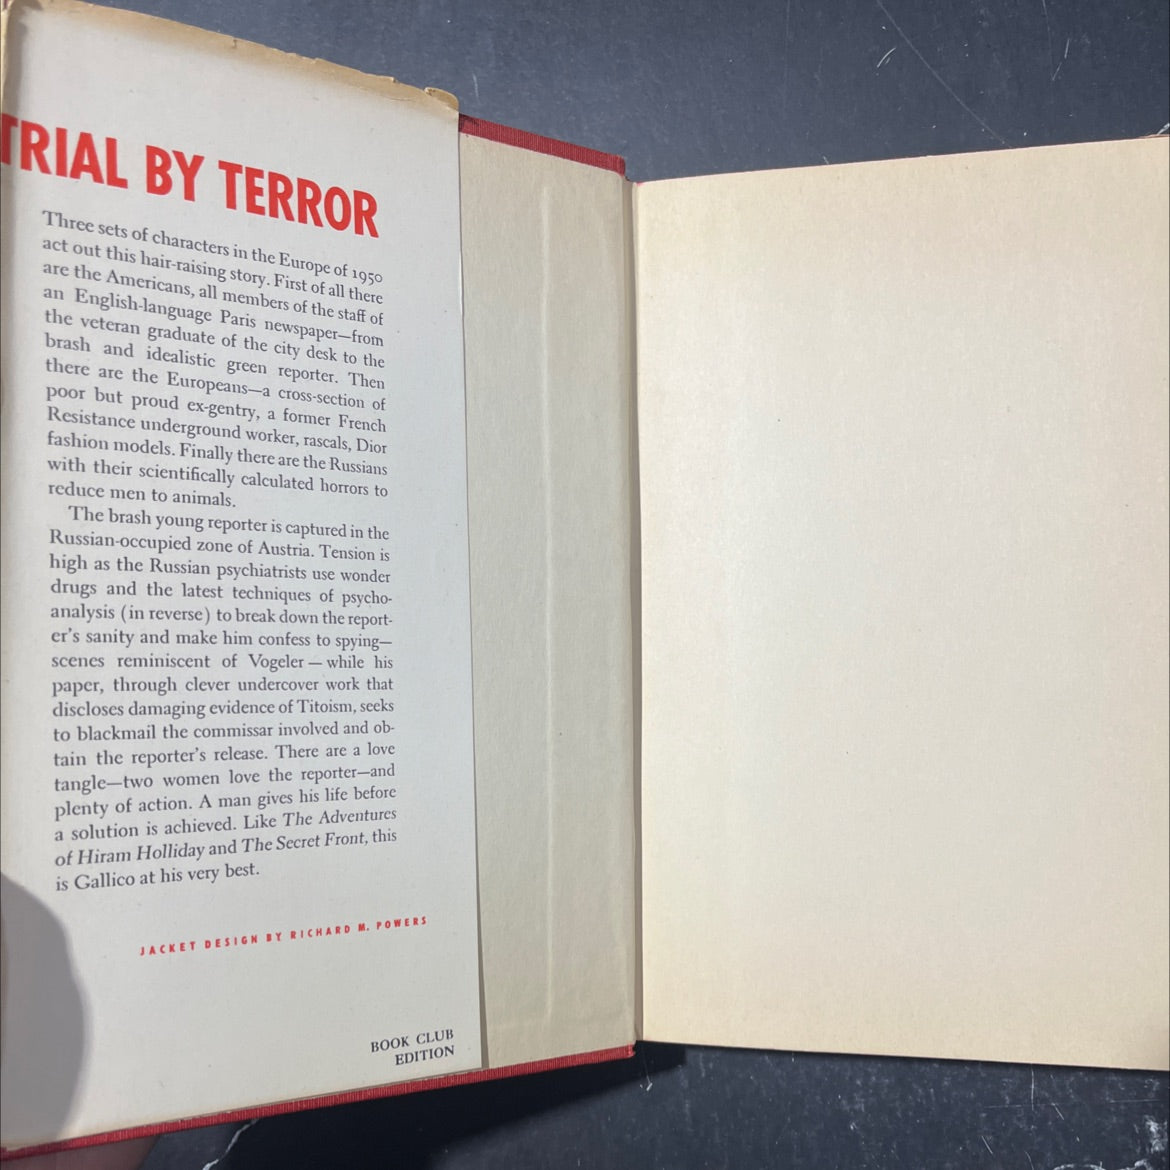 TRIAL BY TERROR
Three sets of characters in the Europe of 1950
act out this hair-raising story. First of all there
are the Americans, all members of the staff of
an English-language Paris newspaper—from
the veteran graduate of the city desk to the
brash and idealistic green reporter. Then
there are the Europeans—a cross-section of
poor but proud ex-gentry, a former French
Resistance underground worker, rascals, Dior
fashion models. Finally there are the Russians
with their scientifically calculated horrors to
reduce men to animals.
The brash young reporter is captured in the
Russian-occupied zone of Austria. Tension is
high as the Russian psychiatrists use wonder
drugs and the latest techniques of psycho-
analysis (in reverse) to break down the report-
er's sanity and make him confess to spying—
scenes reminiscent of Vogeler—while his
paper, through clever undercover work that
discloses damaging evidence of Titoism, seeks
to blackmail the commissar involved and ob-
tain the reporter's release. There are a love
tangle—two women love the reporter—and
plenty of action. A man gives his life before
a solution is achieved. Like The Adventures
of Hiram Holliday and The Secret Front, this
is Gallico at his very best.
JACKET DESIGN BY RICHARD M. POWERS
BOOK CLUB
EDITION